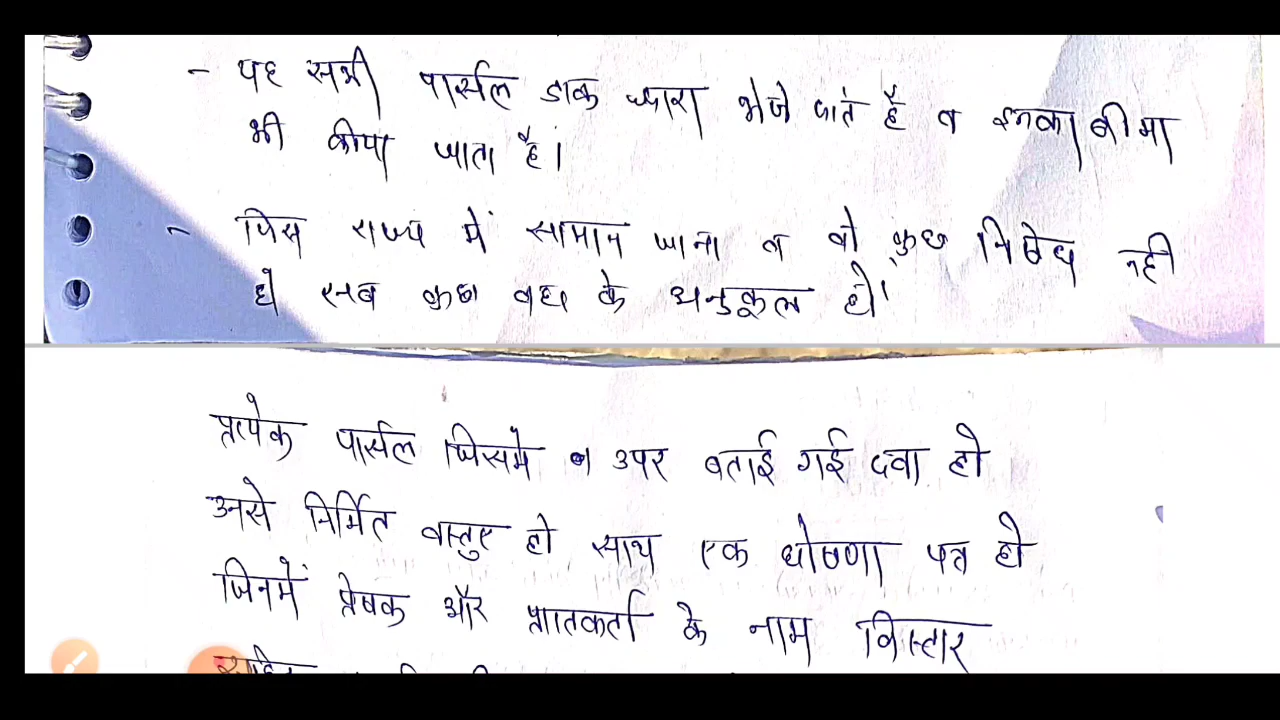 - यह सभी पार्सल डाक द्वारा भेजे जाते हैं व इनका बीमा
भी कीया जाता है।
- जिस राज्य में सामान जाना व वो कुछ निषेध नही
हो सब कुछ वहा के अनुकूल हो।
प्रत्येक पार्सल जिसमे उपर बताई गई दवा हो
उनसे निर्मित वस्तुए हो साथ एक घोषणा पत्र हो
जिनमें प्रेषक और प्राातकर्ता के नाम विस्तार